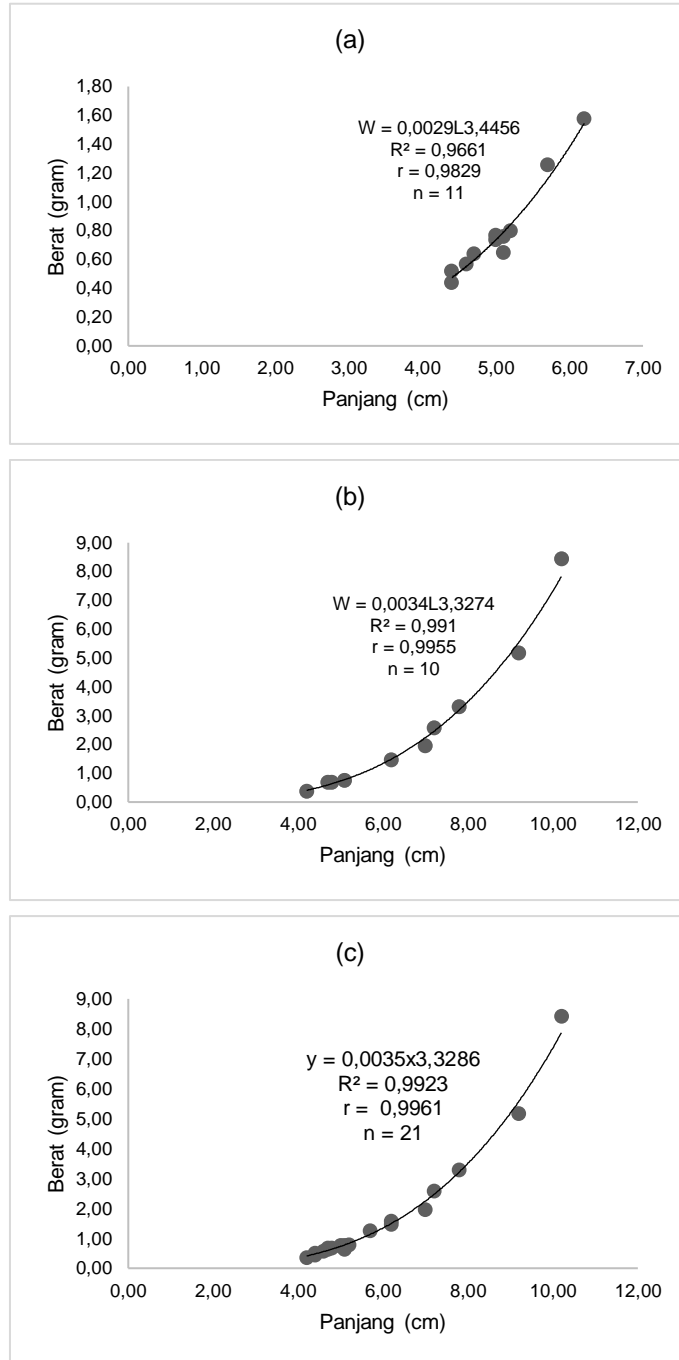 (a)
1,80
1,60
1,40
1,20
1,00
0,80
0,60
0,40
0,20
0,00
Berat (gram)
W = 0,0029L3,4456
R² = 0,9661
r = 0,9829
n = 11
0,00 1,00 2,00 3,00 4,00 5,00 6,00 7,00
Panjang (cm)
(b)
9,00
8,00
7,00
6,00
5,00
4,00
3,00
2,00
1,00
0,00
Berat (gram)
W = 0,0034L3,3274
R² = 0,991
r = 0,9955
n = 10
0,00 2,00 4,00 6,00 8,00 10,00 12,00
Panjang (cm)
(c)
9,00
8,00
7,00
6,00
5,00
4,00
3,00
2,00
1,00
0,00
Berat (gram)
y = 0,0035x3,3286
R² = 0,9923
r = 0,9961
n = 21
0,00 2,00 4,00 6,00 8,00 10,00 12,00
Panjang (cm)